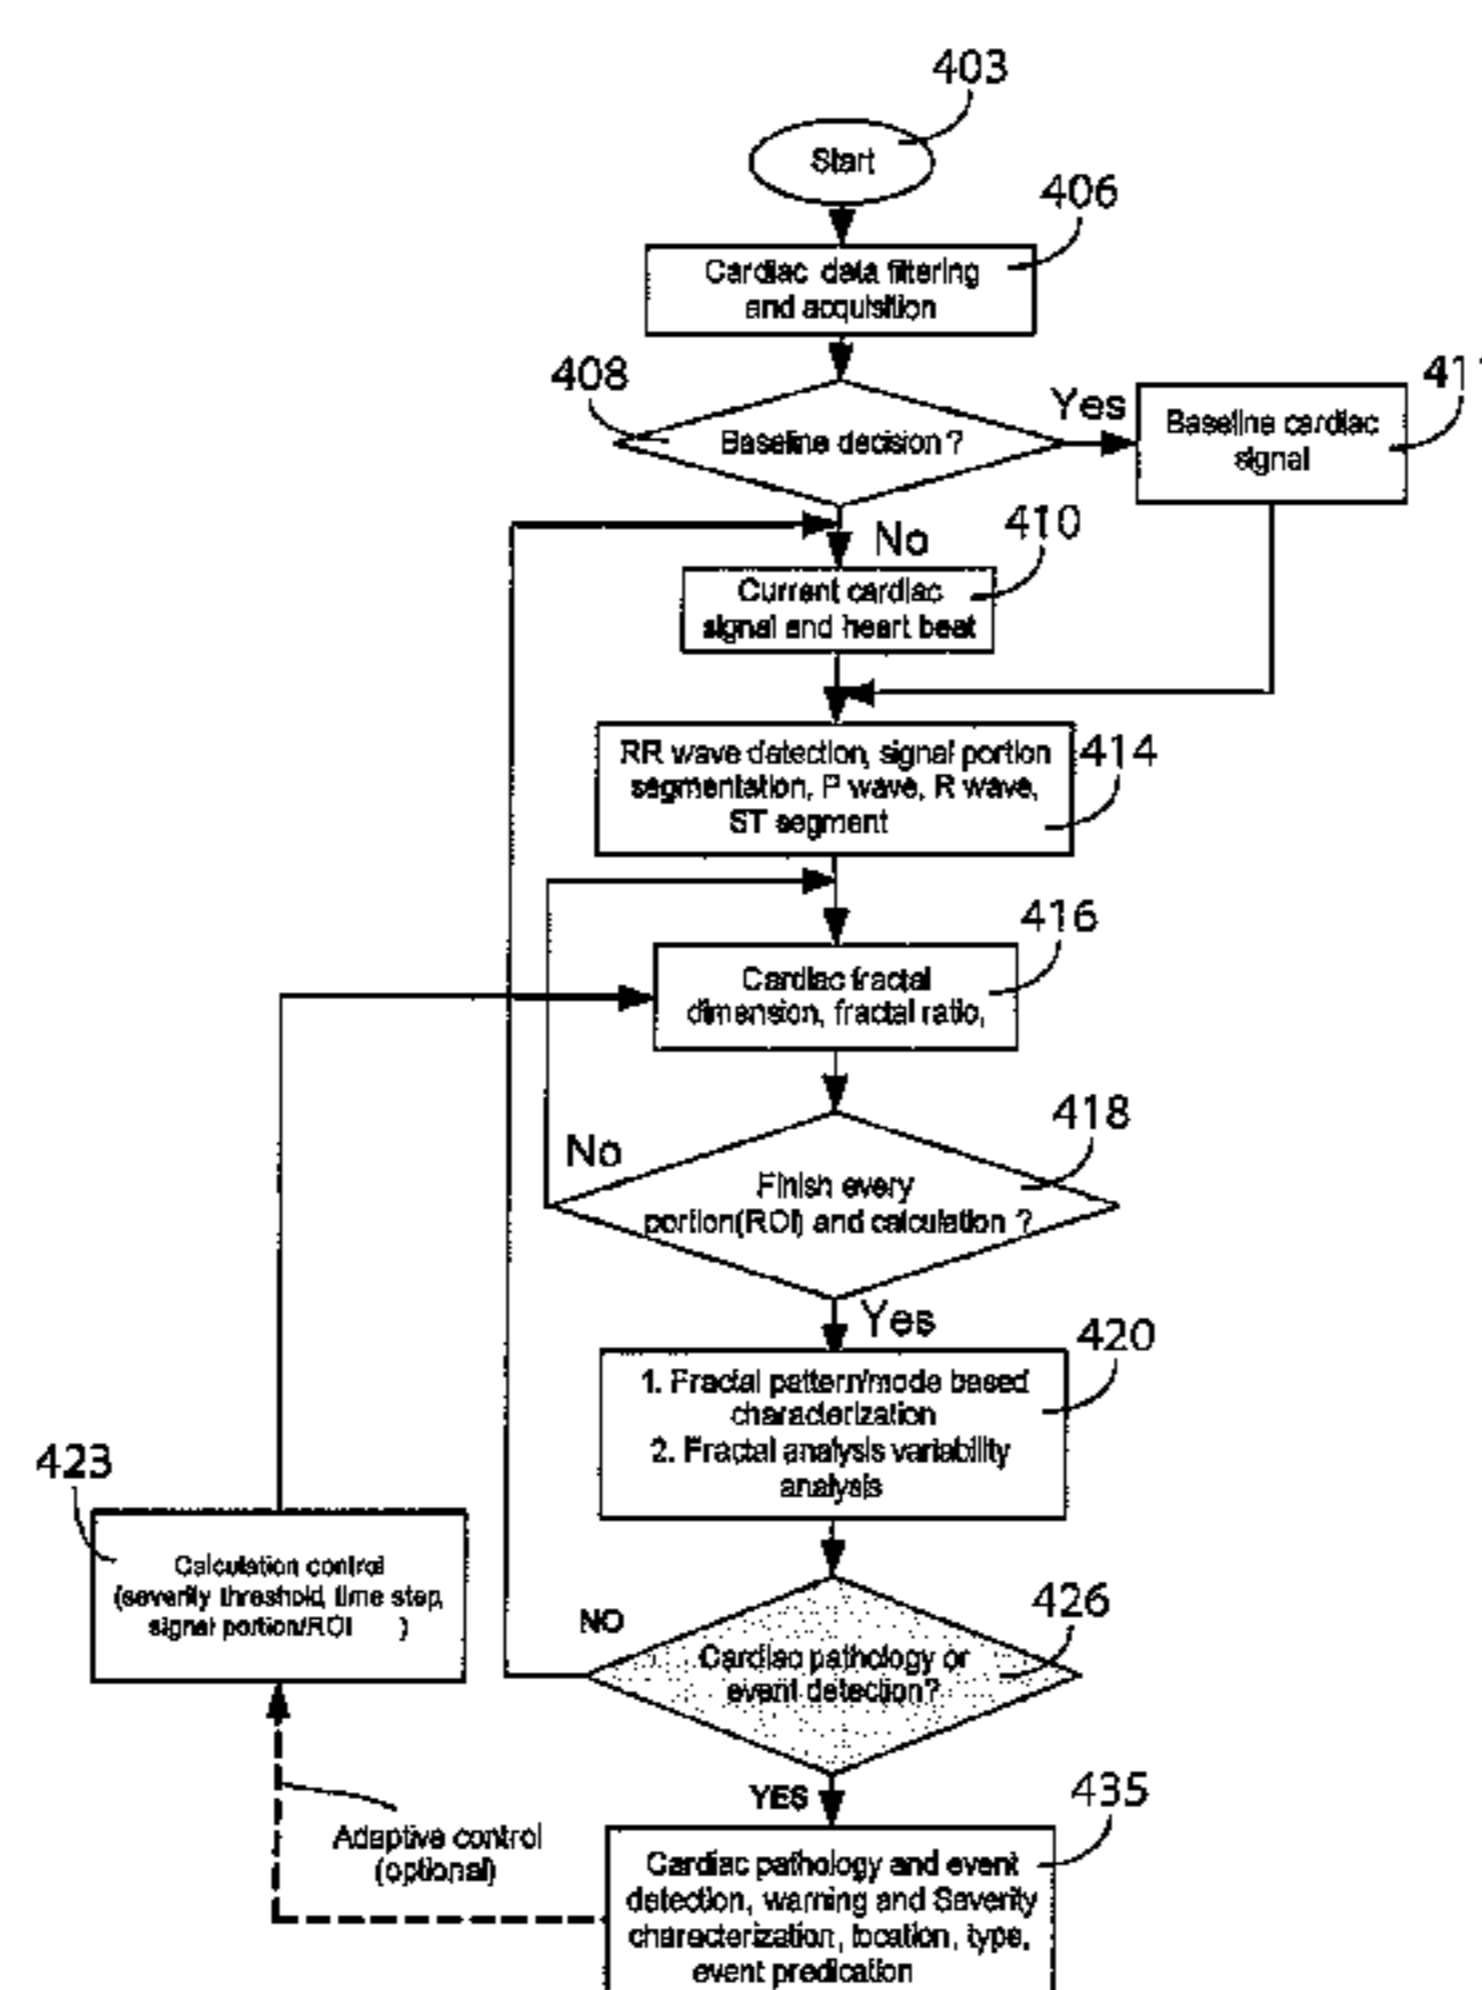 403
Start
406
Cardiac data filtering
and acquisition
408
Baseline decision ?
Yes
411
Baseline cardiac
signal
No
410
Current cardiac
signal and heart beat
RR wave detection, signal portion
segmentation, P wave, R wave,
ST segment
414
416
Cardiac fractal
dimension, fractal ratio,
418
No
Finish every
portion(ROI) and calculation ?
Yes
420
1. Fractal pattern/mode based
characterization
2. Fractal analysis variability
analysis
423
Calculation control
(severity threshold, time step,
signal portion/ROI )
426
NO
Cardiac pathology or
event detection?
YES
435
Adaptive control
(optional)
Cardiac pathology and event
detection, warning and Severity
characterization, location, type,
event predication